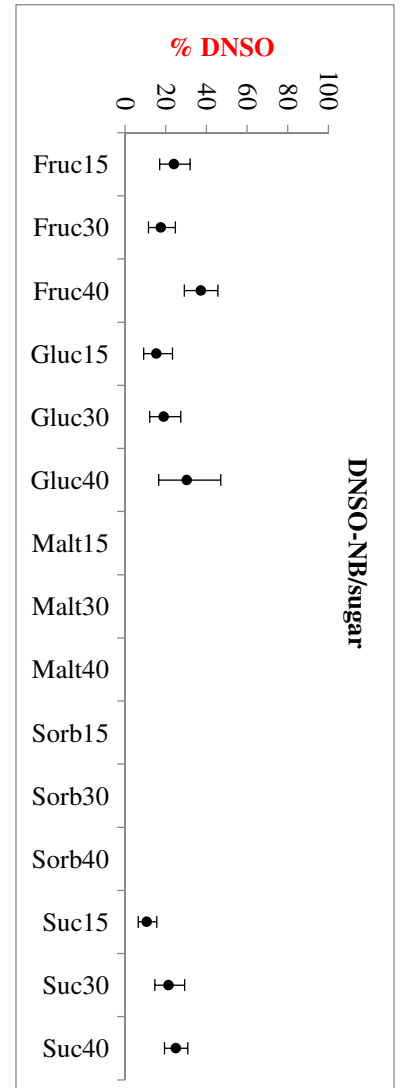 DNSO-NB/sugar
% DNSO
0
20
40
60
80
100
Fruc15
Fruc30
Fruc40
Gluc15
Gluc30
Gluc40
Malt15
Malt30
Malt40
Sorb15
Sorb30
Sorb40
Suc15
Suc30
Suc40